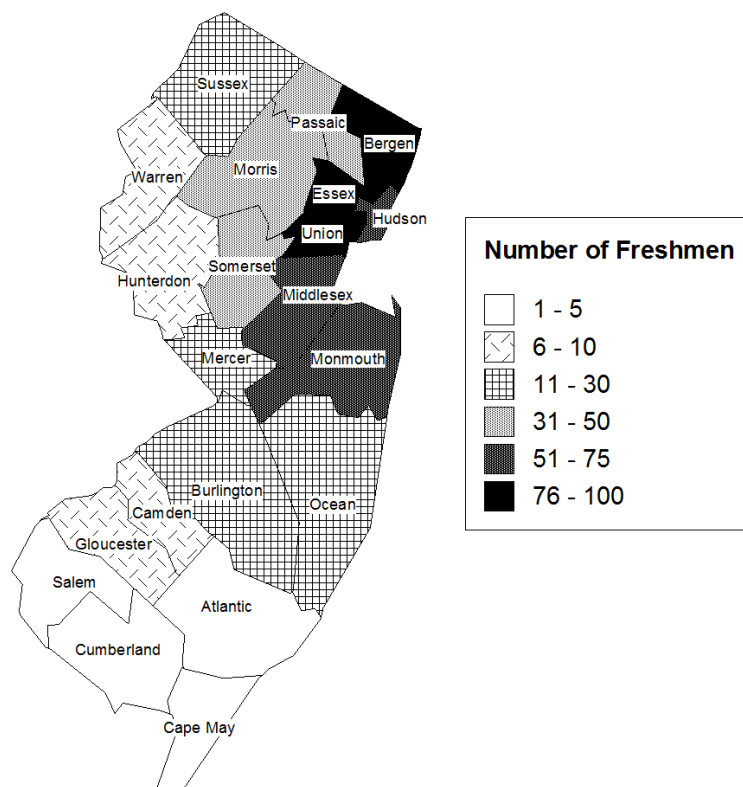 Sussex
Passaic
Bergen
Morris
Warren
Essex
Hudson
Union
Somerset
Hunterdon
Middlesex
Mercer
Monmouth
Burlington
Ocean
Camden
Gloucester
Salem
Atlantic
Cumberland
Cape May
Number of Freshmen
1 - 5
6 - 10
11 - 30
31 - 50
51 - 75
76 - 100